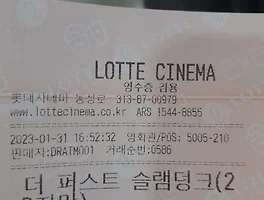 LOTTE CINEMA
영수증 겸용
롯데시네마 동성로 313-87-00979
www.lottecinema.co.kr ARS 1544-8855
2023-01-31 16:52:32 영화관/POS: 5005-210
판매자:DRATM001 거래순번:0586
더 퍼스트 슬램덩크(2